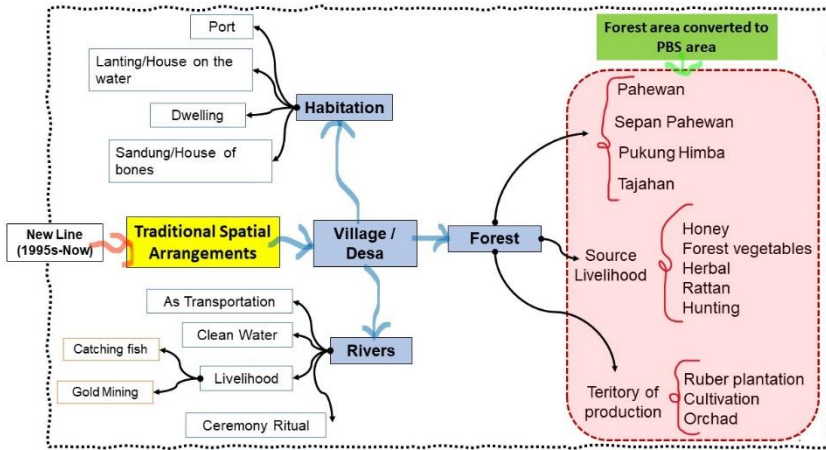 Port
Lanting/House on the
water
Dwelling
Sandung/House of
bones
Habitation
New Line
(1995s-Now)
Traditional Spatial
Arrangements
Village /
Desa
Forest
As Transportation
Clean Water
Livelihood
Catching fish
Gold Mining
Ceremony Ritual
Rivers
Forest area converted to
PBS area
Pahewan
Sepan Pahewan
Pukung Himba
Tajahan
Source
Livelihood
Honey
Forest vegetables
Herbal
Rattan
Hunting
Teritory of
production
Ruber plantation
Cultivation
Orchad